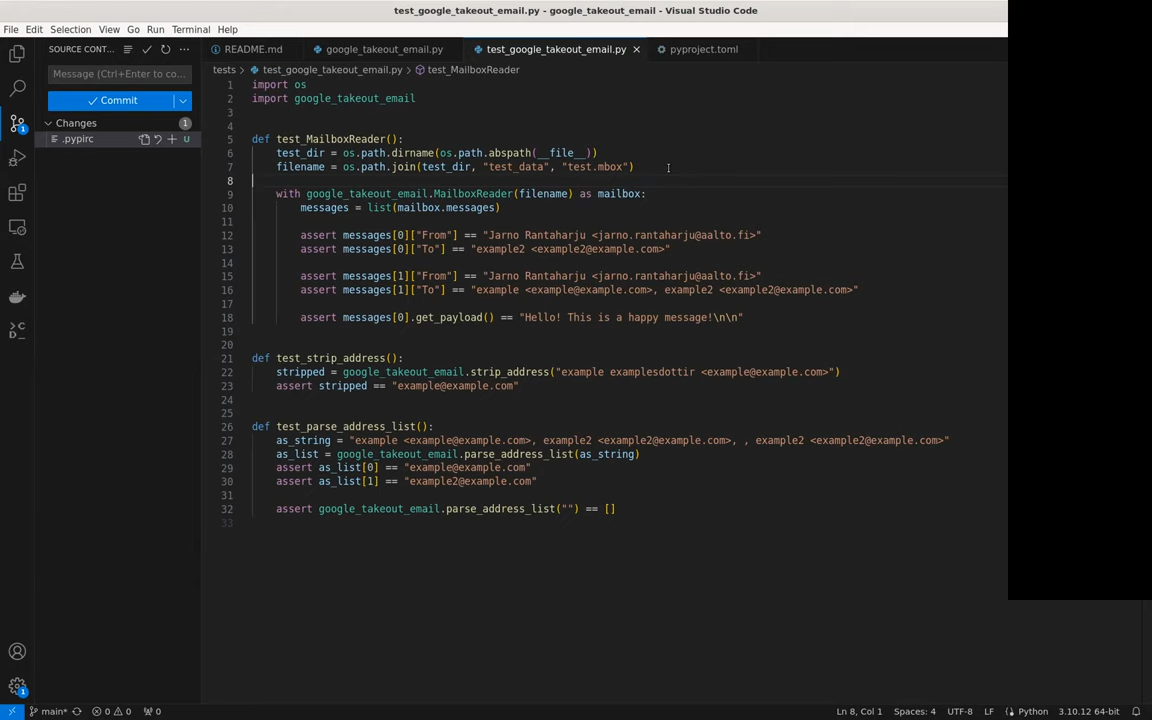 test_google_takeout_email.py - google_takeout_email - Visual Studio Code
File Edit Selection View Go Run Terminal Help
SOURCE CONT...
README.md google_takeout_email.py test_google_takeout_email.py pyproject.toml
Message (Ctrl+Enter to co...
tests > test_google_takeout_email.py > test_MailboxReader
Commit
Changes 1
.pypirc U
1 import os
2 import google_takeout_email
3
4
5 def test_MailboxReader():
6 test_dir = os.path.dirname(os.path.abspath(__file__))
7 filename = os.path.join(test_dir, "test_data", "test.mbox")
8
9 with google_takeout_email.MailboxReader(filename) as mailbox:
10 messages = list(mailbox.messages)
11
12 assert messages[0]["From"] == "Jarno Rantaharju <jarno.rantaharju@aalto.fi>"
13 assert messages[0]["To"] == "example2 <example2@example.com>"
14
15 assert messages[1]["From"] == "Jarno Rantaharju <jarno.rantaharju@aalto.fi>"
16 assert messages[1]["To"] == "example <example@example.com>, example2 <example2@example.com>"
17
18 assert messages[0].get_payload() == "Hello! This is a happy message!\n\n"
19
20
21 def test_strip_address():
22 stripped = google_takeout_email.strip_address("example examplesdottir <example@example.com>")
23 assert stripped == "example@example.com"
24
25
26 def test_parse_address_list():
27 as_string = "example <example@example.com>, example2 <example2@example.com>, , example2 <example2@example.com>"
28 as_list = google_takeout_email.parse_address_list(as_string)
29 assert as_list[0] == "example@example.com"
30 assert as_list[1] == "example2@example.com"
31
32 assert google_takeout_email.parse_address_list("") == []
33
1
1
main* 0 0 0 Ln 8, Col 1 Spaces: 4 UTF-8 LF Python 3.10.12 64-bit